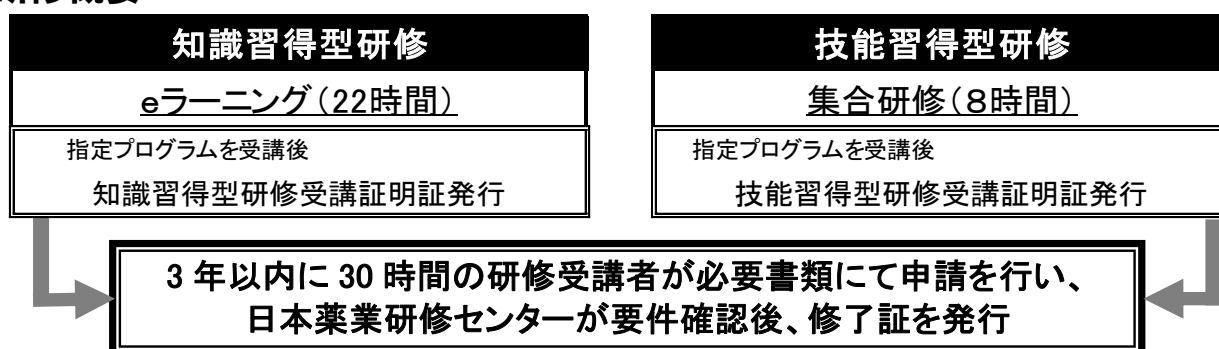 知識習得型研修
eラーニング(22時間)
指定プログラムを受講後
知識習得型研修受講証明証発行
技能習得型研修
集合研修(8時間)
指定プログラムを受講後
技能習得型研修受講証明証発行
3 年以内に 30 時間の研修受講者が必要書類にて申請を行い、
日本薬業研修センターが要件確認後、修了証を発行